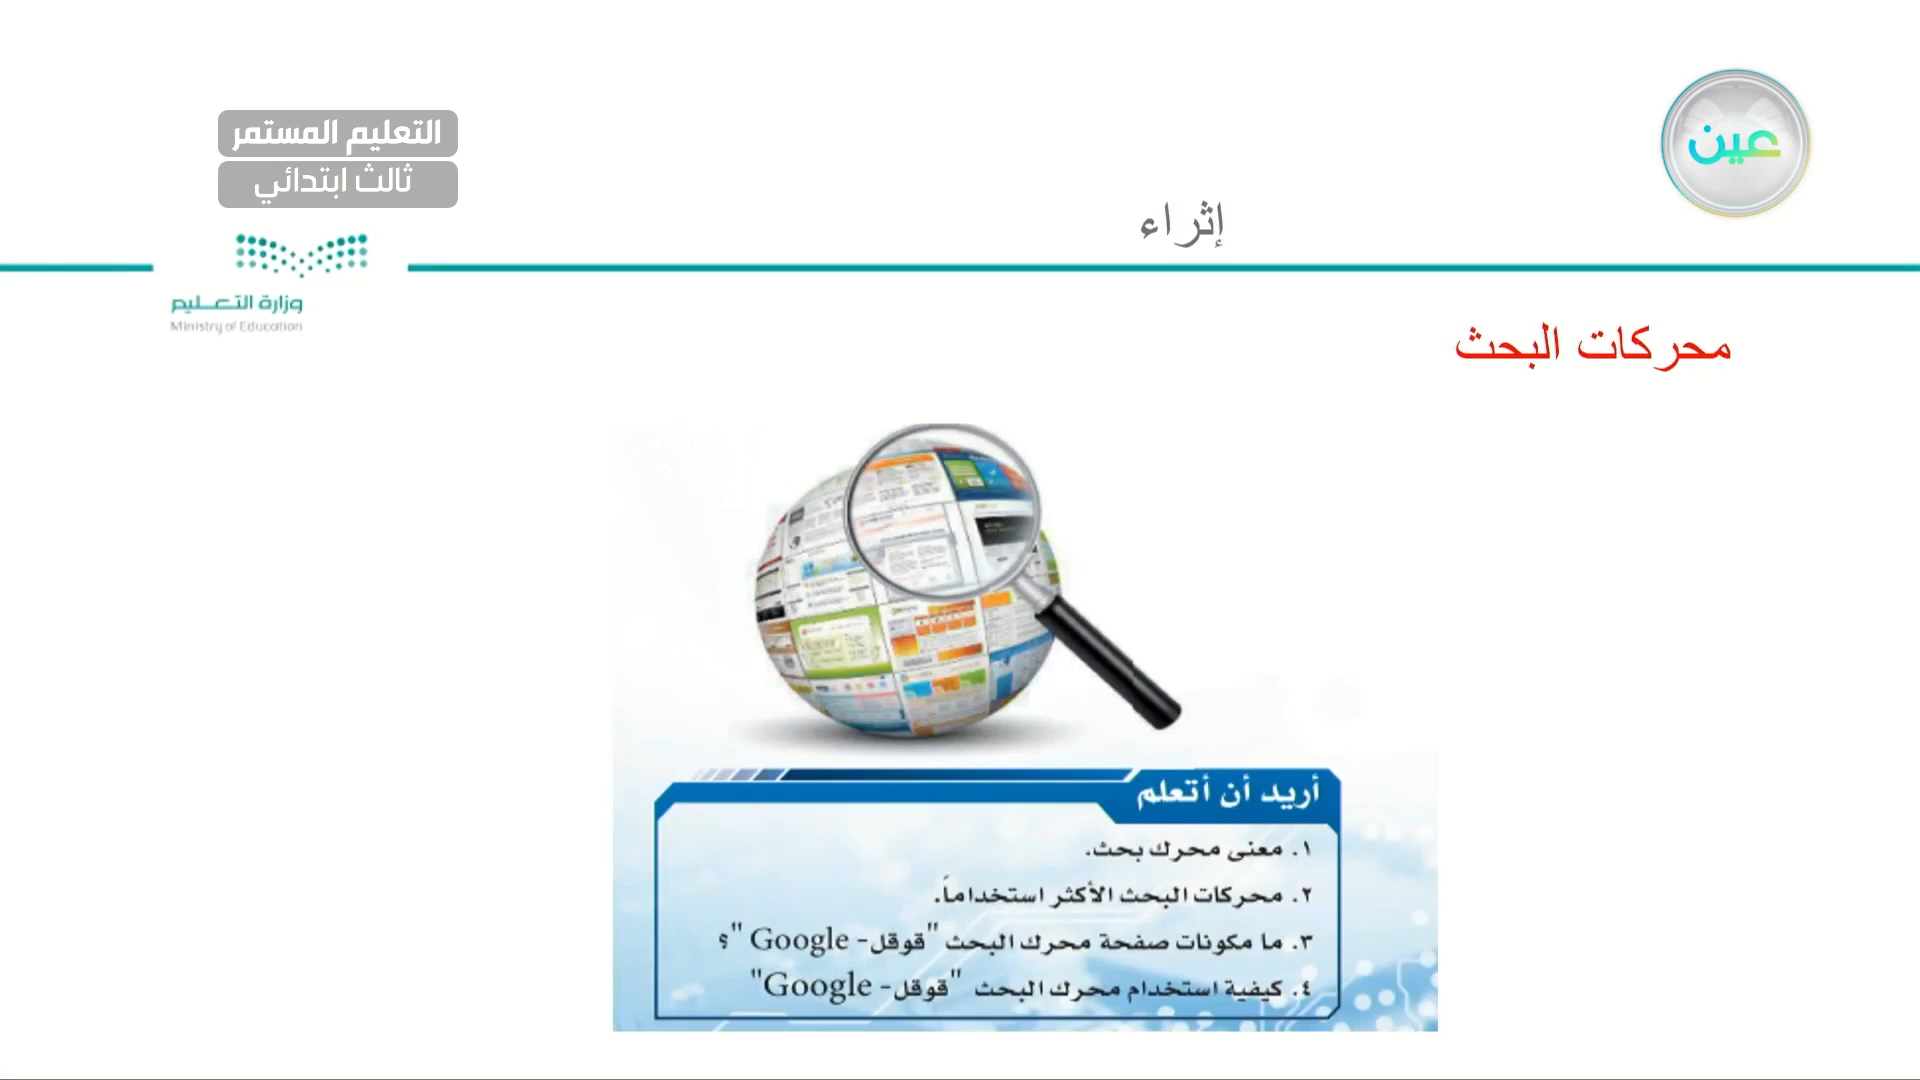 التعليم المستمر
ثالث ابتدائي
عين
إثراء
وزارة التعليم
Ministry of Education
محركات البحث
أريد أن أتعلم
١. معنى محرك بحث.
٢. محركات البحث الأكثر استخداماً.
٣. ما مكونات صفحة محرك البحث "قوقل- Google "؟
٤. كيفية استخدام محرك البحث "قوقل- Google"